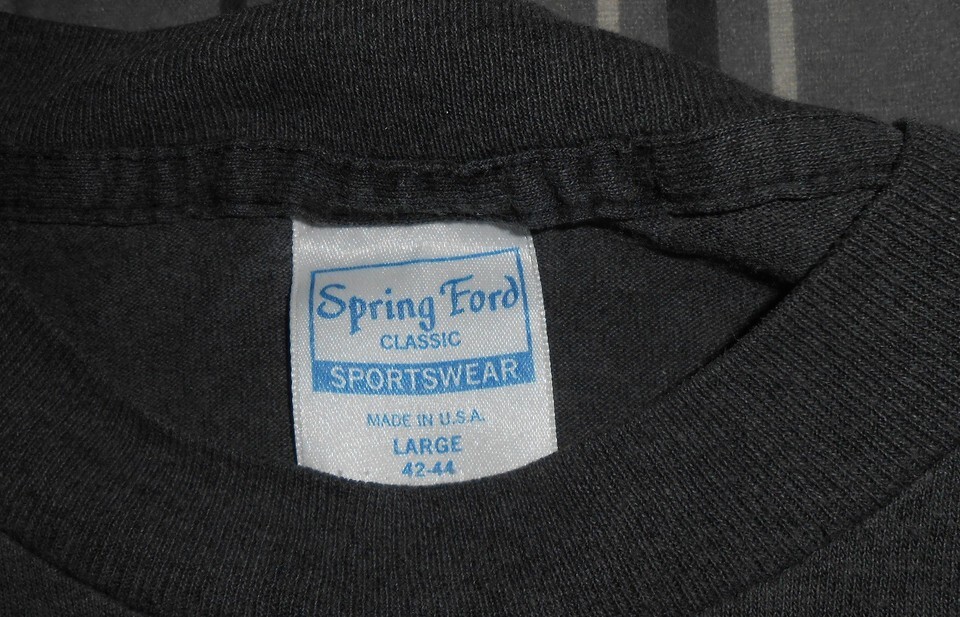 Spring Ford
CLASSIC
SPORTSWEAR
MADE IN U.S.A.
LARGE
42-44